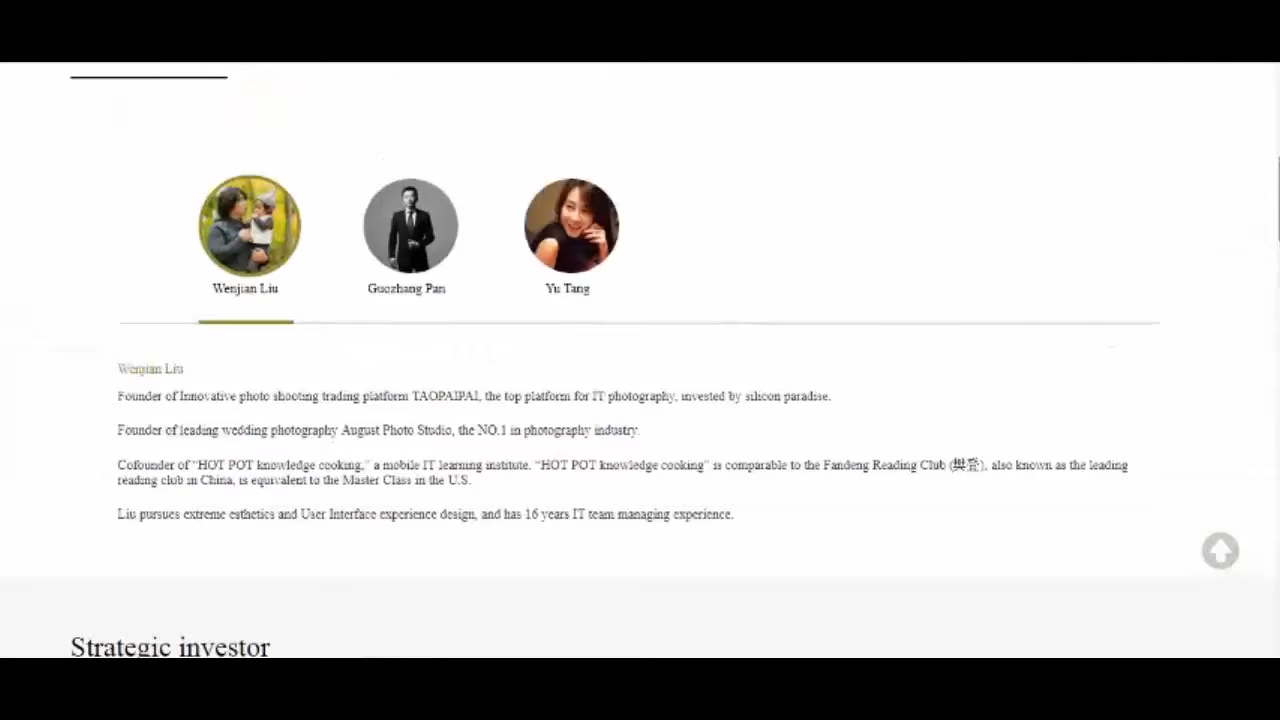 Wenjian Liu
Guozhang Pan
Yu Tang
Wenjian Liu
Founder of Innovative photo shooting trading platform TAOPAIPAI, the top platform for IT photography, invested by silicon paradise.
Founder of leading wedding photography August Photo Studio, the NO.1 in photography industry.
Cofounder of “HOT POT knowledge cooking,” a mobile IT learning institute. “HOT POT knowledge cooking” is comparable to the Fandeng Reading Club (樊登), also known as the leading
reading club in China, is equivalent to the Master Class in the U.S.
Liu pursues extreme esthetics and User Interface experience design, and has 16 years IT team managing experience.
Strategic investor